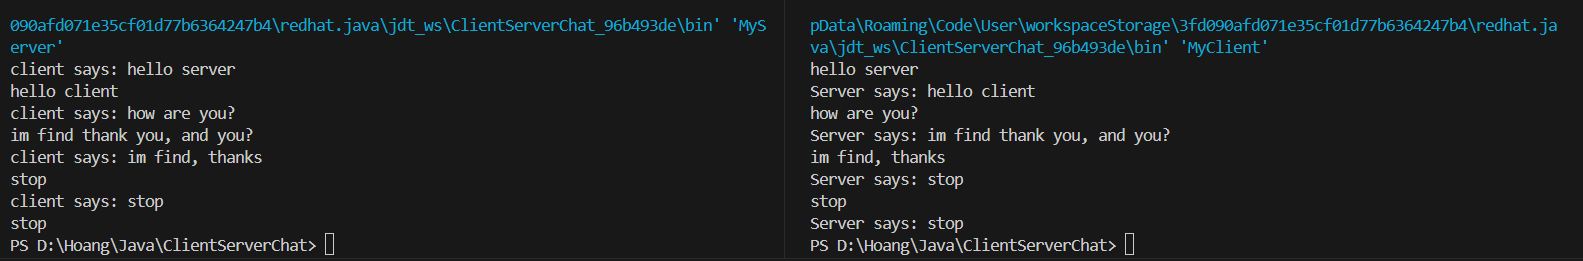 090afd071e35cf01d77b6364247b4\redhat.java\jdt_ws\ClientServerChat_96b493de\bin' 'MyS
erver'
client says: hello server
hello client
client says: how are you?
im find thank you, and you?
client says: im find, thanks
stop
client says: stop
stop
PS D:\Hoang\Java\ClientServerChat>
pData\Roaming\Code\User\workspaceStorage\3fd090afd071e35cf01d77b6364247b4\redhat.ja
va\jdt_ws\ClientServerChat_96b493de\bin' 'MyClient'
hello server
Server says: hello client
how are you?
Server says: im find thank you, and you?
im find, thanks
Server says: stop
stop
Server says: stop
PS D:\Hoang\Java\ClientServerChat>